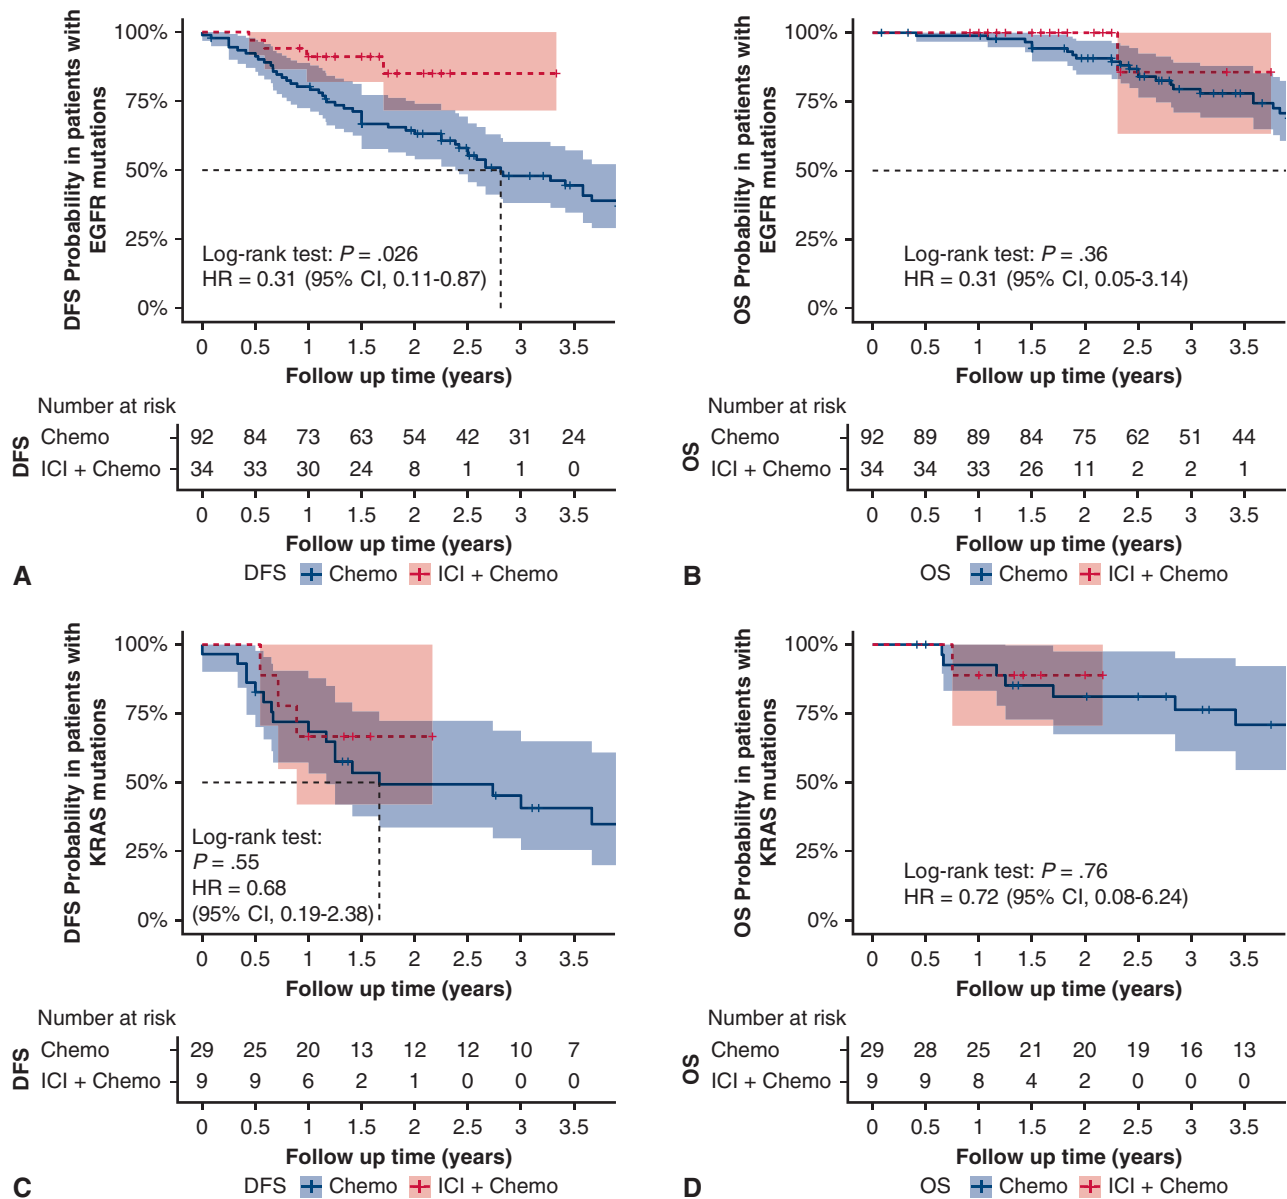 DFS Probability in patients with
EGFR mutations
100%
75%
50%
25%
0%
Log-rank test: P = .026
HR = 0.31 (95% CI, 0.11-0.87)
0 0.5 1 1.5 2 2.5 3 3.5
Follow up time (years)
Number at risk
DFS
Chemo 92 84 73 63 54 42 31 24
ICI + Chemo 34 33 30 24 8 1 1 0
0 0.5 1 1.5 2 2.5 3 3.5
Follow up time (years)
A
DFS Chemo ICI + Chemo
OS Probability in patients with
EGFR mutations
100%
75%
50%
25%
0%
Log-rank test: P = .36
HR = 0.31 (95% CI, 0.05-3.14)
0 0.5 1 1.5 2 2.5 3 3.5
Follow up time (years)
Number at risk
OS
Chemo 92 89 89 84 75 62 51 44
ICI + Chemo 34 34 33 26 11 2 2 1
0 0.5 1 1.5 2 2.5 3 3.5
Follow up time (years)
B
OS Chemo ICI + Chemo
DFS Probability in patients with
KRAS mutations
100%
75%
50%
25%
0%
Log-rank test:
P = .55
HR = 0.68
(95% CI, 0.19-2.38)
0 0.5 1 1.5 2 2.5 3 3.5
Follow up time (years)
Number at risk
DFS
Chemo 29 25 20 13 12 12 10 7
ICI + Chemo 9 9 6 2 1 0 0 0
0 0.5 1 1.5 2 2.5 3 3.5
Follow up time (years)
C
DFS Chemo ICI + Chemo
OS Probability in patients with
KRAS mutations
100%
75%
50%
25%
0%
Log-rank test: P = .76
HR = 0.72 (95% CI, 0.08-6.24)
0 0.5 1 1.5 2 2.5 3 3.5
Follow up time (years)
Number at risk
OS
Chemo 29 28 25 21 20 19 16 13
ICI + Chemo 9 9 8 4 2 0 0 0
0 0.5 1 1.5 2 2.5 3 3.5
Follow up time (years)
D
OS Chemo ICI + Chemo